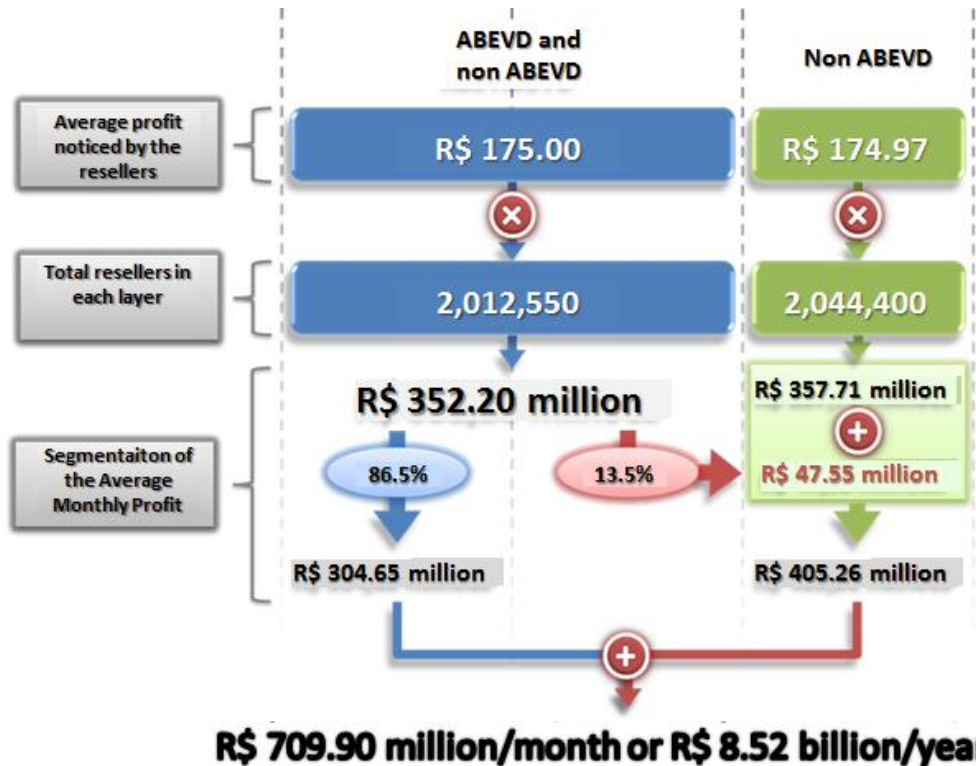 ABEVD and
non ABEVD
Non ABEVD
Average profit
noticed by the
resellers
R$ 175.00
R$ 174.97
×
×
Total resellers in
each layer
2,012,550
2,044,400
Segmentaiton of
the Average
Monthly Profit
R$ 352.20 million
R$ 357.71 million
+
86.5%
13.5%
R$ 47.55 million
R$ 304.65 million
R$ 405.26 million
+
R$ 709.90 million/month or R$ 8.52 billion/yea